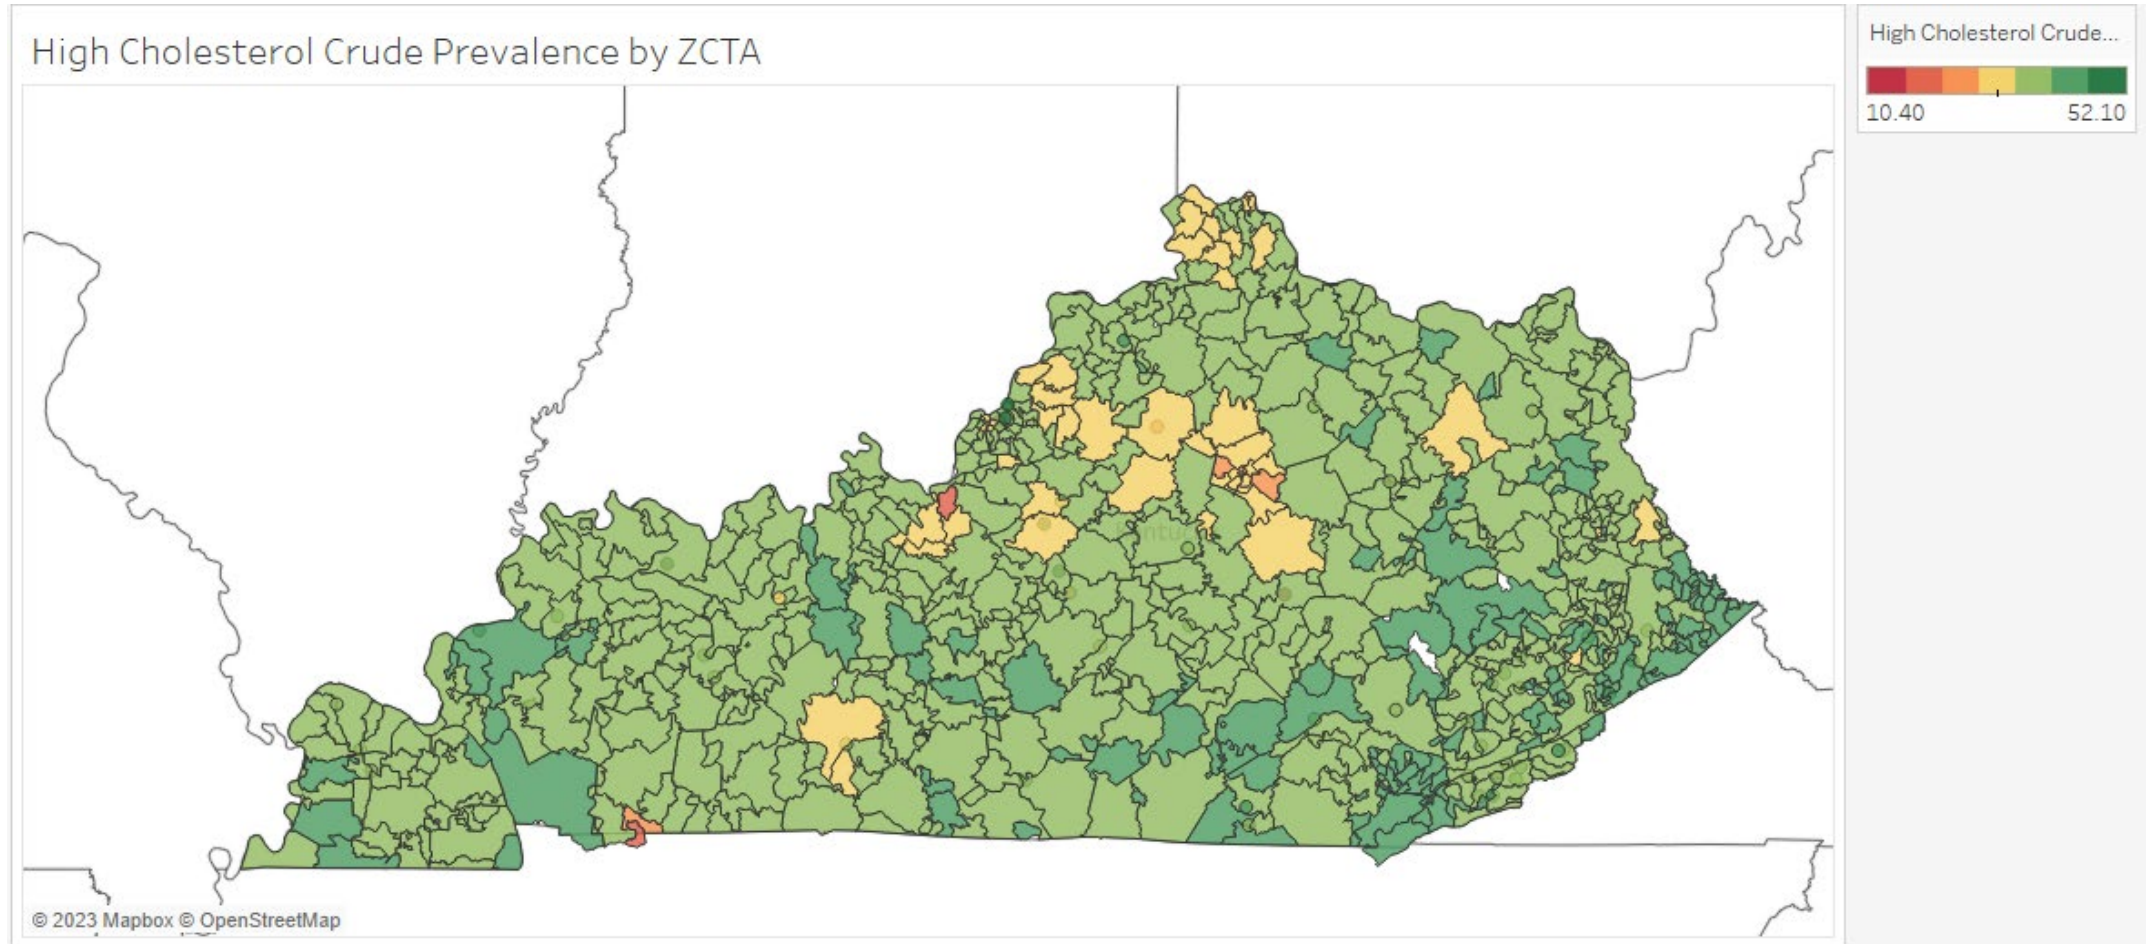 High Cholesterol Crude Prevalence by ZCTA
High Cholesterol Crude...
10.40 52.10
© 2023 Mapbox © OpenStreetMap